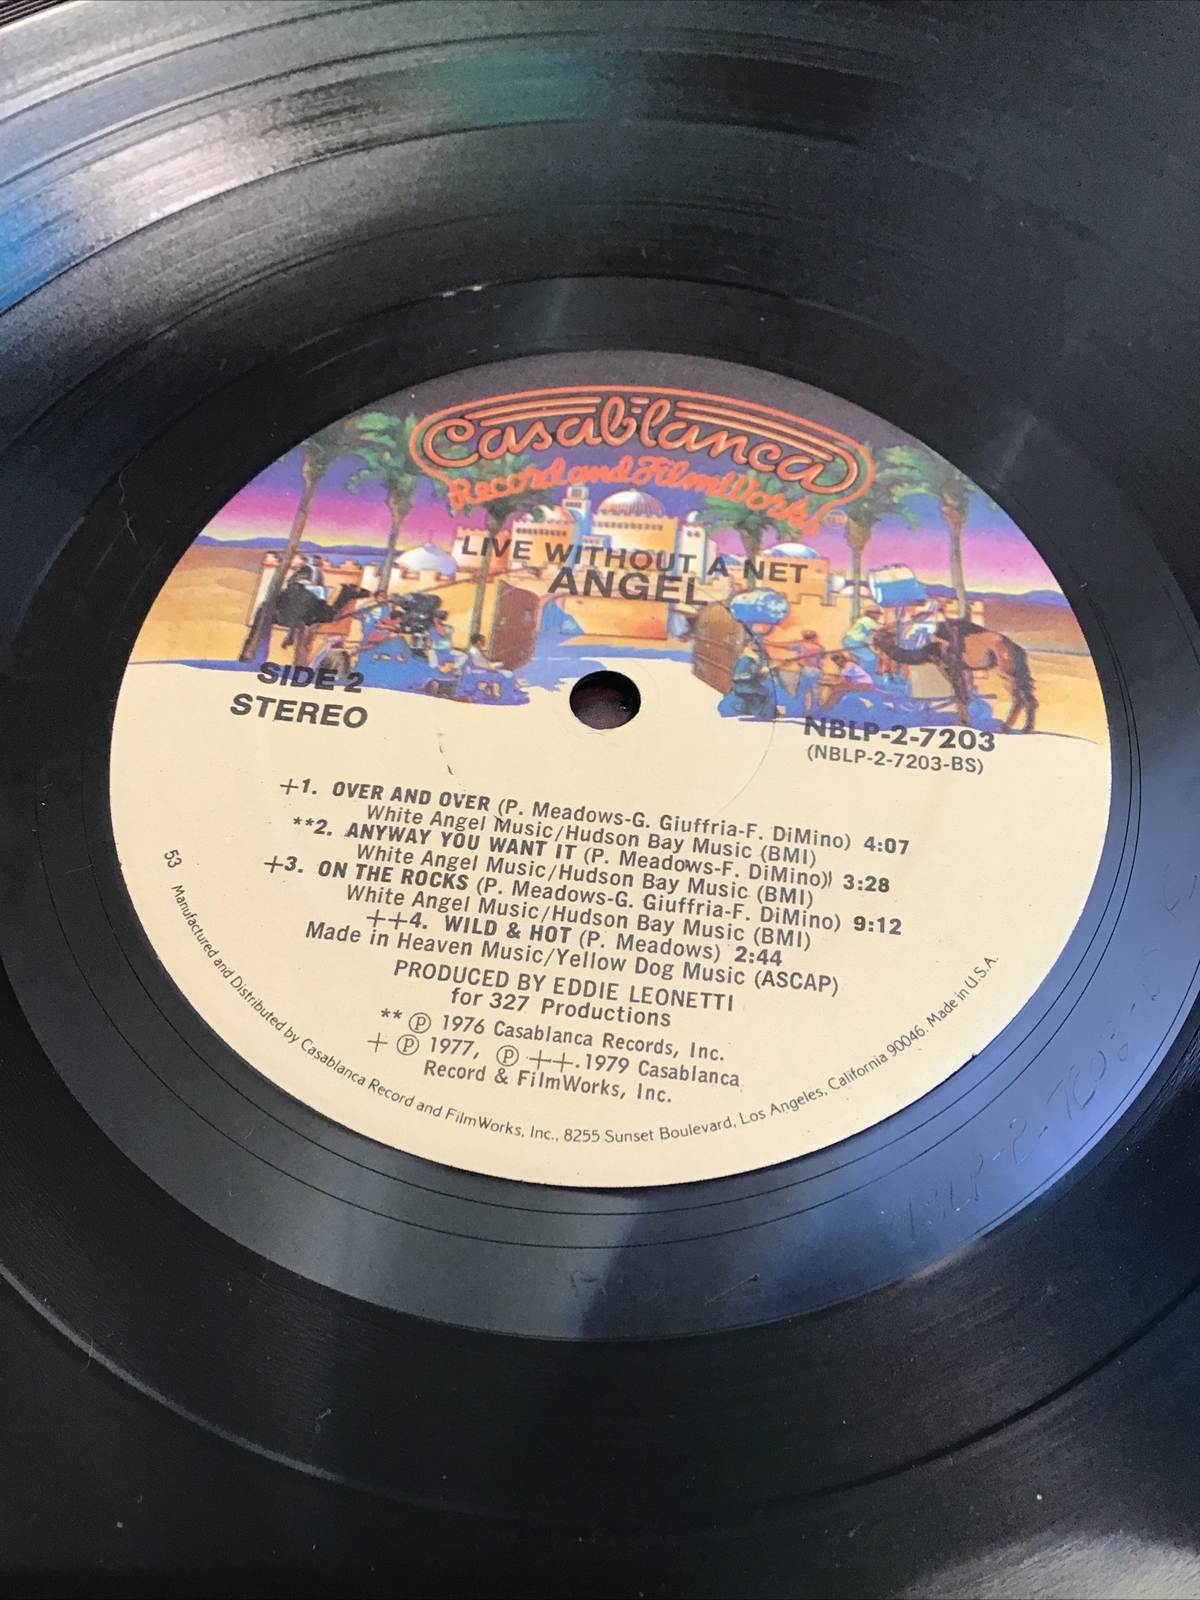 Casablanca
Record and FilmWorks
LIVE WITHOUT A NET
ANGEL
SIDE 2
STEREO
NBLP-2-7203
(NBLP-2-7203-BS)
+1. OVER AND OVER (P. Meadows-G. Giuffria-F. DiMino) 4:07
White Angel Music/Hudson Bay Music (BMI)
**2. ANYWAY YOU WANT IT (P. Meadows-F. DiMino)) 3:28
White Angel Music/Hudson Bay Music (BMI)
+3. ON THE ROCKS (P. Meadows-G. Giuffria-F. DiMino) 9:12
White Angel Music/Hudson Bay Music (BMI)
++4. WILD & HOT (P. Meadows) 2:44
Made in Heaven Music/Yellow Dog Music (ASCAP)
PRODUCED BY EDDIE LEONETTI
for 327 Productions
** ℗ 1976 Casablanca Records, Inc.
+ ℗ 1977, ℗ ++.1979 Casablanca
Record & FilmWorks, Inc.
53 Manufactured and Distributed by Casablanca Record and FilmWorks, Inc., 8255 Sunset Boulevard, Los Angeles, California 90046. Made in U.S.A.